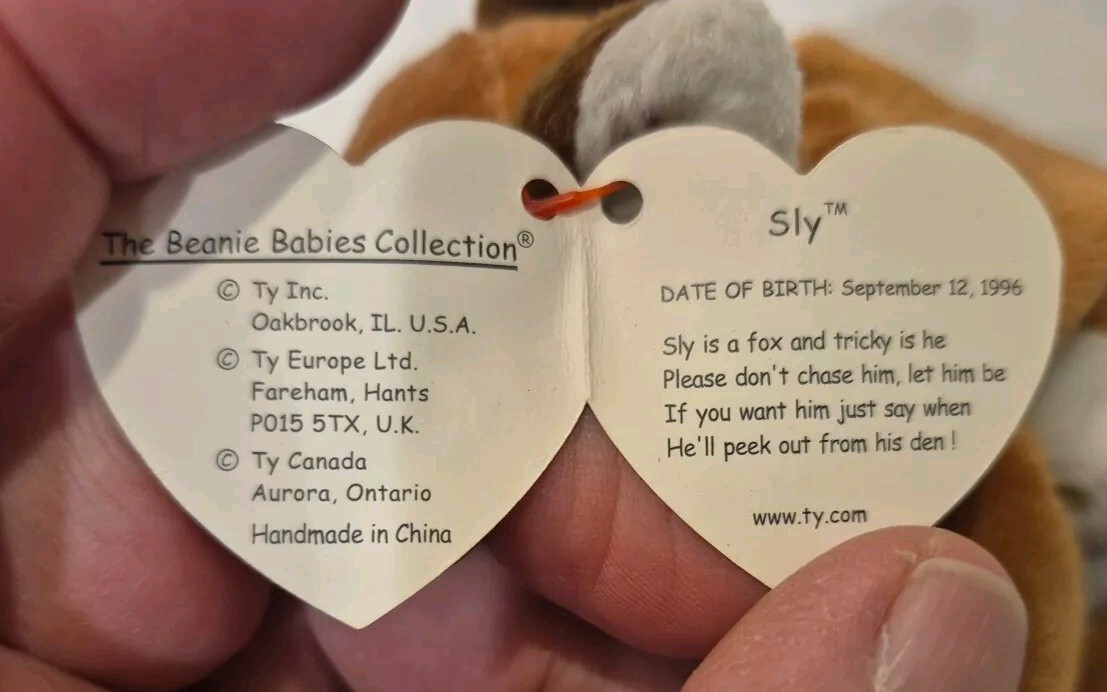 The Beanie Babies Collection®
© Ty Inc.
Oakbrook, IL. U.S.A.
© Ty Europe Ltd.
Fareham, Hants
P015 5TX, U.K.
© Ty Canada
Aurora, Ontario
Handmade in China
Sly™
DATE OF BIRTH: September 12, 1996
Sly is a fox and tricky is he
Please don't chase him, let him be
If you want him just say when
He'll peek out from his den !
www.ty.com